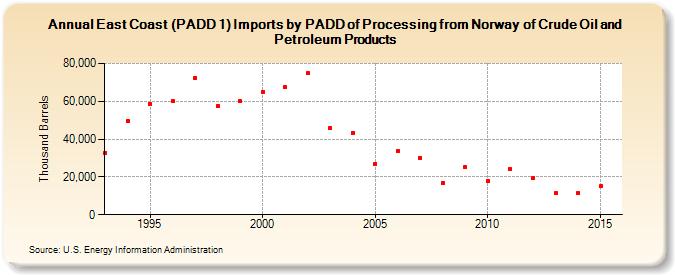 Annual East Coast (PADD 1) Imports by PADD of Processing from Norway of Crude Oil and
Petroleum Products
Thousand Barrels
80,000
60,000
40,000
20,000
0
1995
2000
2005
2010
2015
Source: U.S. Energy Information Administration